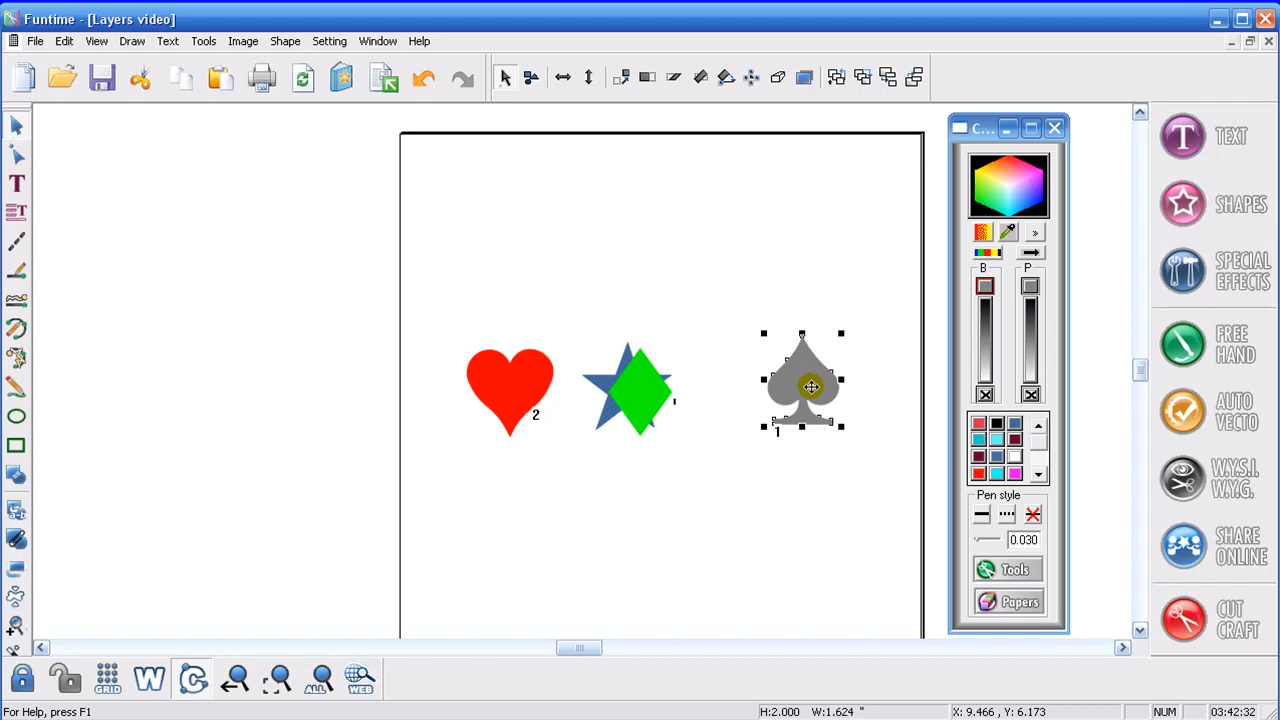 Funtime - [Layers video]
File Edit View Draw Text Tools Image Shape Setting Window Help
C...
TEXT
SHAPES
SPECIAL
EFFECTS
B P
FREE
HAND
2
1
AUTO
VECTO
W.Y.S.I.
W.Y.G.
Pen style
0.030
SHARE
ONLINE
Tools
Papers
CUT
CRAFT
GRID W C ALL WEB
For Help, press F1 H:2.000 W:1.624 " X: 9.466 , Y: 6.173 NUM 03:42:32